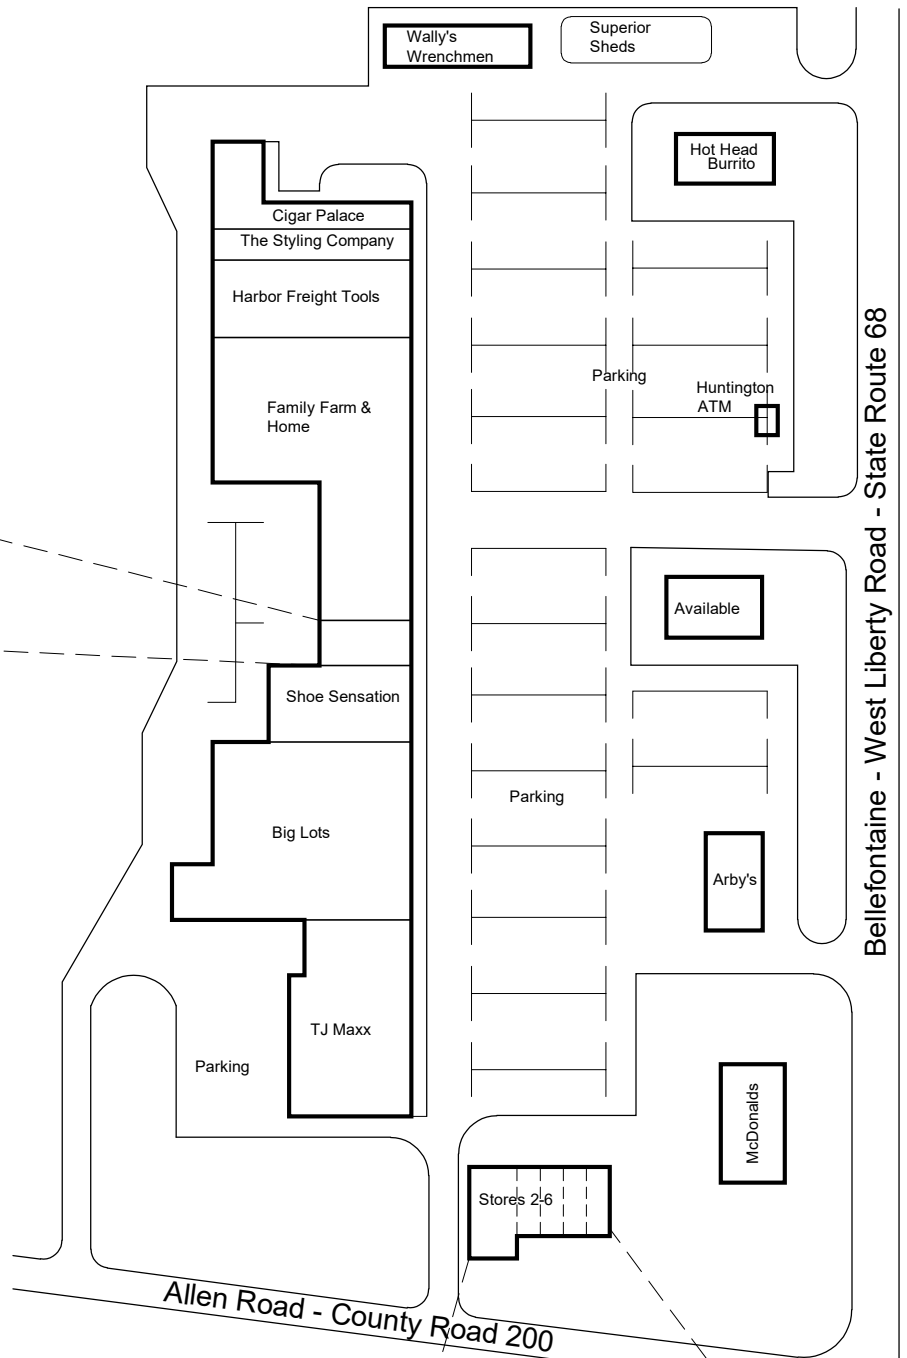 Wally's
Wrenchmen
Superior
Sheds
Hot Head
Burrito
Cigar Palace
The Styling Company
Harbor Freight Tools
Family Farm &
Home
Parking
Huntington
ATM
Available
Shoe Sensation
Parking
Big Lots
Arby's
TJ Maxx
Parking
McDonalds
Stores 2-6
Allen Road - County Road 200
Bellefontaine - West Liberty Road - State Route 68